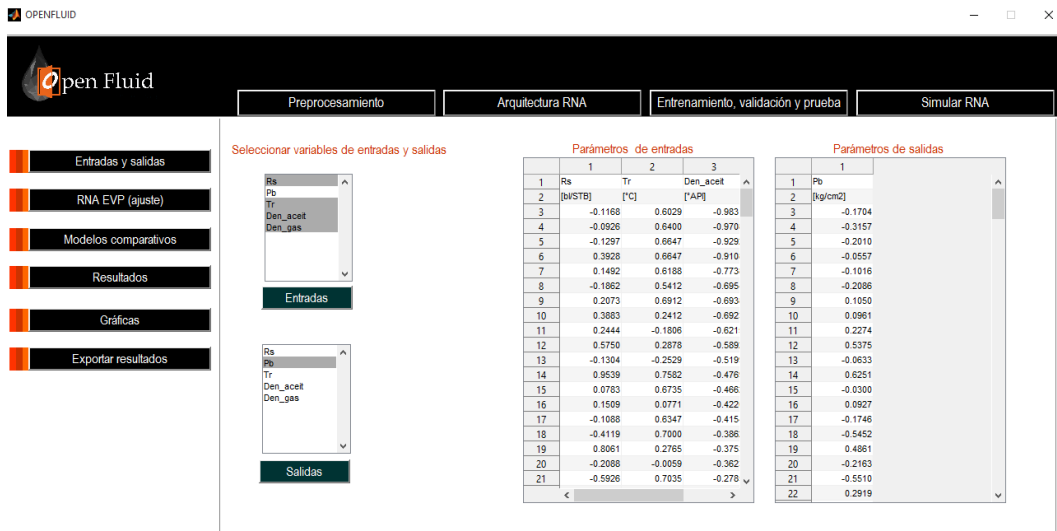 OPENFLUID
Open Fluid
Preprocesamiento Arquitectura RNA Entrenamiento, validación y prueba Simular RNA
Entradas y salidas
RNA EVP (ajuste)
Modelos comparativos
Resultados
Gráficas
Exportar resultados
Seleccionar variables de entradas y salidas
Rs
Pb
Tr
Den_aceit
Den_gas
Entradas
Rs
Pb
Tr
Den_aceit
Den_gas
Salidas
Parámetros de entradas
1 2 3
1 Rs Tr Den_aceit
2 [bl/STB] [°C] [°API]
3 -0.1168 0.6029 -0.983
4 -0.0926 0.6400 -0.970
5 -0.1297 0.6647 -0.929
6 0.3928 0.6647 -0.910
7 0.1492 0.6188 -0.773
8 -0.1862 0.5412 -0.695
9 0.2073 0.6912 -0.693
10 0.3883 0.2412 -0.692
11 0.2444 -0.1806 -0.621
12 0.5750 0.2878 -0.589
13 -0.1304 -0.2529 -0.519
14 0.9539 0.7582 -0.476
15 0.0783 0.6735 -0.466
16 0.1509 0.0771 -0.422
17 -0.1088 0.6347 -0.415
18 -0.4119 0.7000 -0.386
19 0.8061 0.2765 -0.375
20 -0.2088 -0.0059 -0.362
21 -0.5926 0.7035 -0.278
Parámetros de salidas
1
1 Pb
2 [kg/cm2]
3 -0.1704
4 -0.3157
5 -0.2010
6 -0.0557
7 -0.1016
8 -0.2086
9 0.1050
10 0.0961
11 0.2274
12 0.5375
13 -0.0633
14 0.6251
15 -0.0300
16 0.0927
17 -0.1746
18 -0.5452
19 0.4861
20 -0.2163
21 -0.5510
22 0.2919